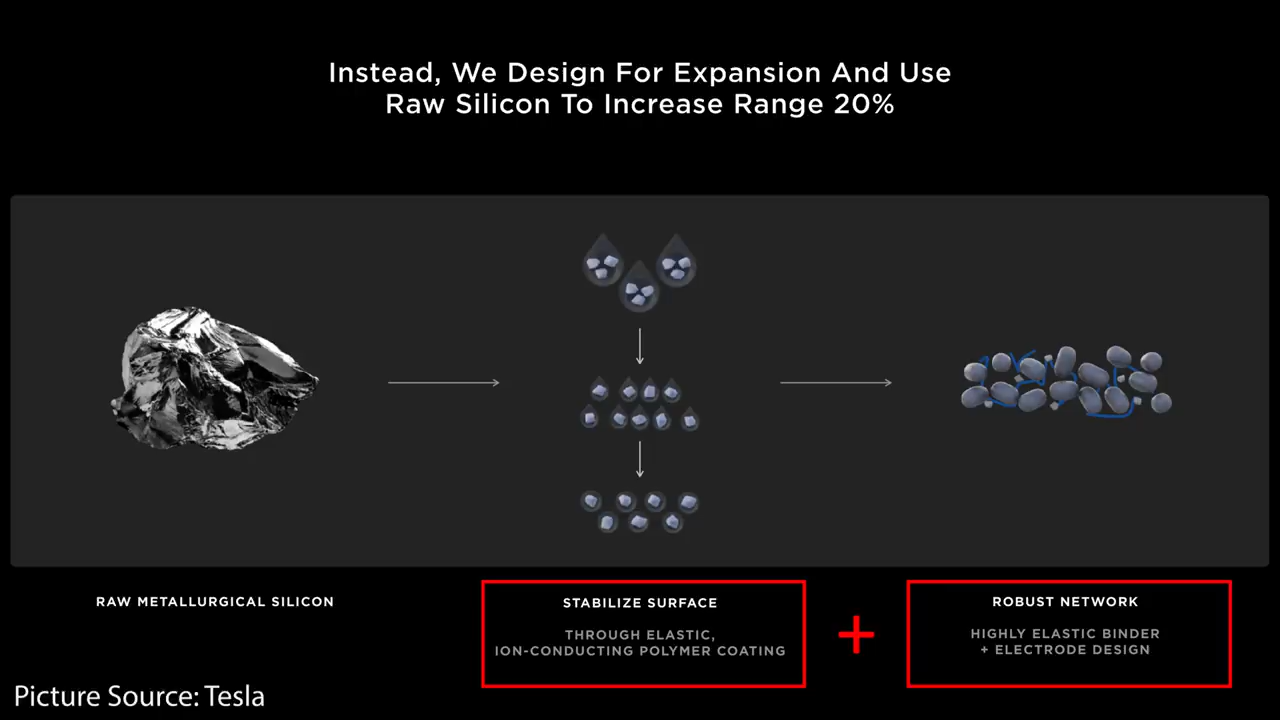 Instead, We Design For Expansion And Use
Raw Silicon To Increase Range 20%
RAW METALLURGICAL SILICON
STABILIZE SURFACE
THROUGH ELASTIC,
ION-CONDUCTING POLYMER COATING
+
ROBUST NETWORK
HIGHLY ELASTIC BINDER
+ ELECTRODE DESIGN
Picture Source: Tesla